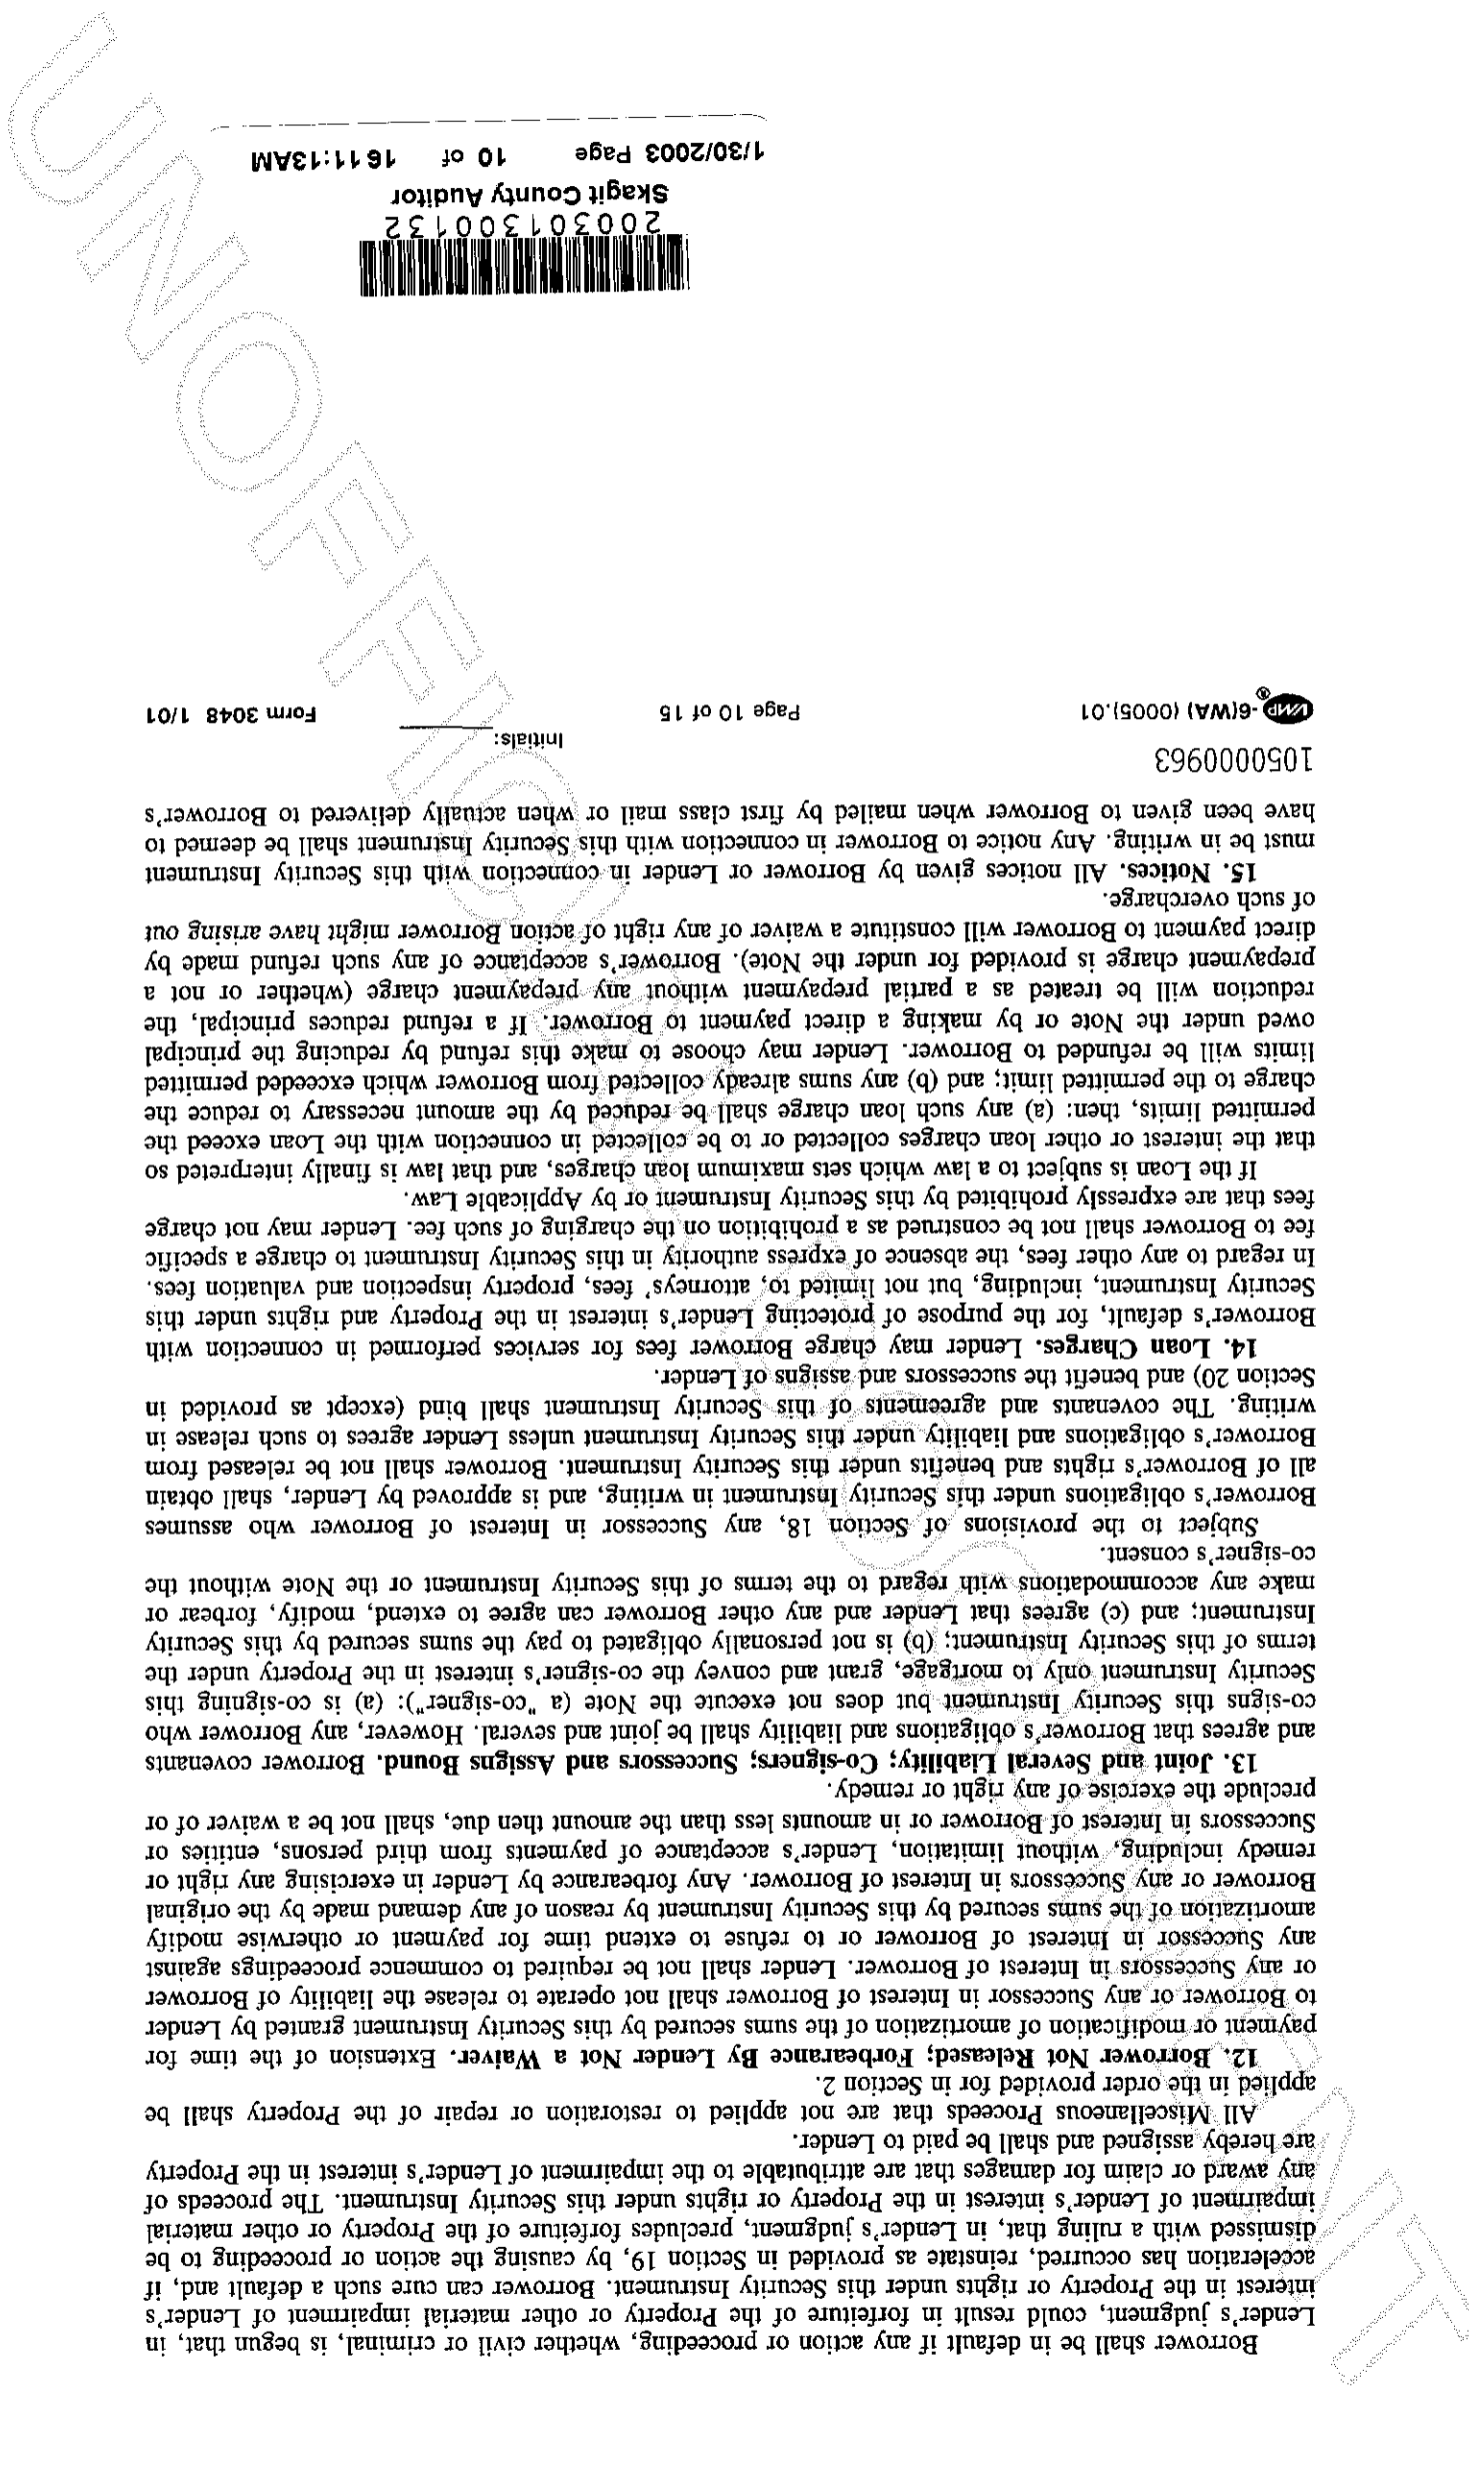 Borrower shall be in default if any action or proceeding, whether civil or criminal, is begun that, in
Lender's judgment, could result in forfeiture of the Property or other material impairment of Lender's
interest in the Property or rights under this Security Instrument. Borrower can cure such a default and, if
acceleration has occurred, reinstate as provided in Section 19, by causing the action or proceeding to be
dismissed with a ruling that, in Lender's judgment, precludes forfeiture of the Property or other material
impairment of Lender's interest in the Property or rights under this Security Instrument. The proceeds of
any award or claim for damages that are attributable to the impairment of Lender's interest in the Property
are hereby assigned and shall be paid to Lender.
All Miscellaneous Proceeds that are not applied to restoration or repair of the Property shall be
applied in the order provided for in Section 2.
12. Borrower Not Released; Forbearance By Lender Not a Waiver. Extension of the time for
payment or modification of amortization of the sums secured by this Security Instrument granted by Lender
to Borrower or any Successor in Interest of Borrower shall not operate to release the liability of Borrower
or any Successors in Interest of Borrower. Lender shall not be required to commence proceedings against
any Successor in Interest of Borrower or to refuse to extend time for payment or otherwise modify
amortization of the sums secured by this Security Instrument by reason of any demand made by the original
Borrower or any Successors in Interest of Borrower. Any forbearance by Lender in exercising any right or
remedy including, without limitation, Lender's acceptance of payments from third persons, entities or
Successors in Interest of Borrower or in amounts less than the amount then due, shall not be a waiver of or
preclude the exercise of any right or remedy.
13. Joint and Several Liability; Co-signers; Successors and Assigns Bound. Borrower covenants
and agrees that Borrower's obligations and liability shall be joint and several. However, any Borrower who
co-signs this Security Instrument but does not execute the Note (a "co-signer"): (a) is co-signing this
Security Instrument only to mortgage, grant and convey the co-signer's interest in the Property under the
terms of this Security Instrument; (b) is not personally obligated to pay the sums secured by this Security
Instrument; and (c) agrees that Lender and any other Borrower can agree to extend, modify, forbear or
make any accommodations with regard to the terms of this Security Instrument or the Note without the
co-signer's consent.
Subject to the provisions of Section 18, any Successor in Interest of Borrower who assumes
Borrower's obligations under this Security Instrument in writing, and is approved by Lender, shall obtain
all of Borrower's rights and benefits under this Security Instrument. Borrower shall not be released from
Borrower's obligations and liability under this Security Instrument unless Lender agrees to such release in
writing. The covenants and agreements of this Security Instrument shall bind (except as provided in
Section 20) and benefit the successors and assigns of Lender.
14. Loan Charges. Lender may charge Borrower fees for services performed in connection with
Borrower's default, for the purpose of protecting Lender's interest in the Property and rights under this
Security Instrument, including, but not limited to, attorneys' fees, property inspection and valuation fees.
In regard to any other fees, the absence of express authority in this Security Instrument to charge a specific
fee to Borrower shall not be construed as a prohibition on the charging of such fee. Lender may not charge
fees that are expressly prohibited by this Security Instrument or by Applicable Law.
If the Loan is subject to a law which sets maximum loan charges, and that law is finally interpreted so
that the interest or other loan charges collected or to be collected in connection with the Loan exceed the
permitted limits, then: (a) any such loan charge shall be reduced by the amount necessary to reduce the
charge to the permitted limit; and (b) any sums already collected from Borrower which exceeded permitted
limits will be refunded to Borrower. Lender may choose to make this refund by reducing the principal
owed under the Note or by making a direct payment to Borrower. If a refund reduces principal, the
reduction will be treated as a partial prepayment without any prepayment charge (whether or not a
prepayment charge is provided for under the Note). Borrower's acceptance of any such refund made by
direct payment to Borrower will constitute a waiver of any right of action Borrower might have arising out
of such overcharge.
15. Notices. All notices given by Borrower or Lender in connection with this Security Instrument
must be in writing. Any notice to Borrower in connection with this Security Instrument shall be deemed to
have been given to Borrower when mailed by first class mail or when actually delivered to Borrower's
1050000963
Initials:
VMP®-6(WA) (0005).01 Page 10 of 15 Form 3048 1/01
200301300132
Skagit County Auditor
1/30/2003 Page 10 of 16 11:13AM
UNOFFICIAL DOCUMENT